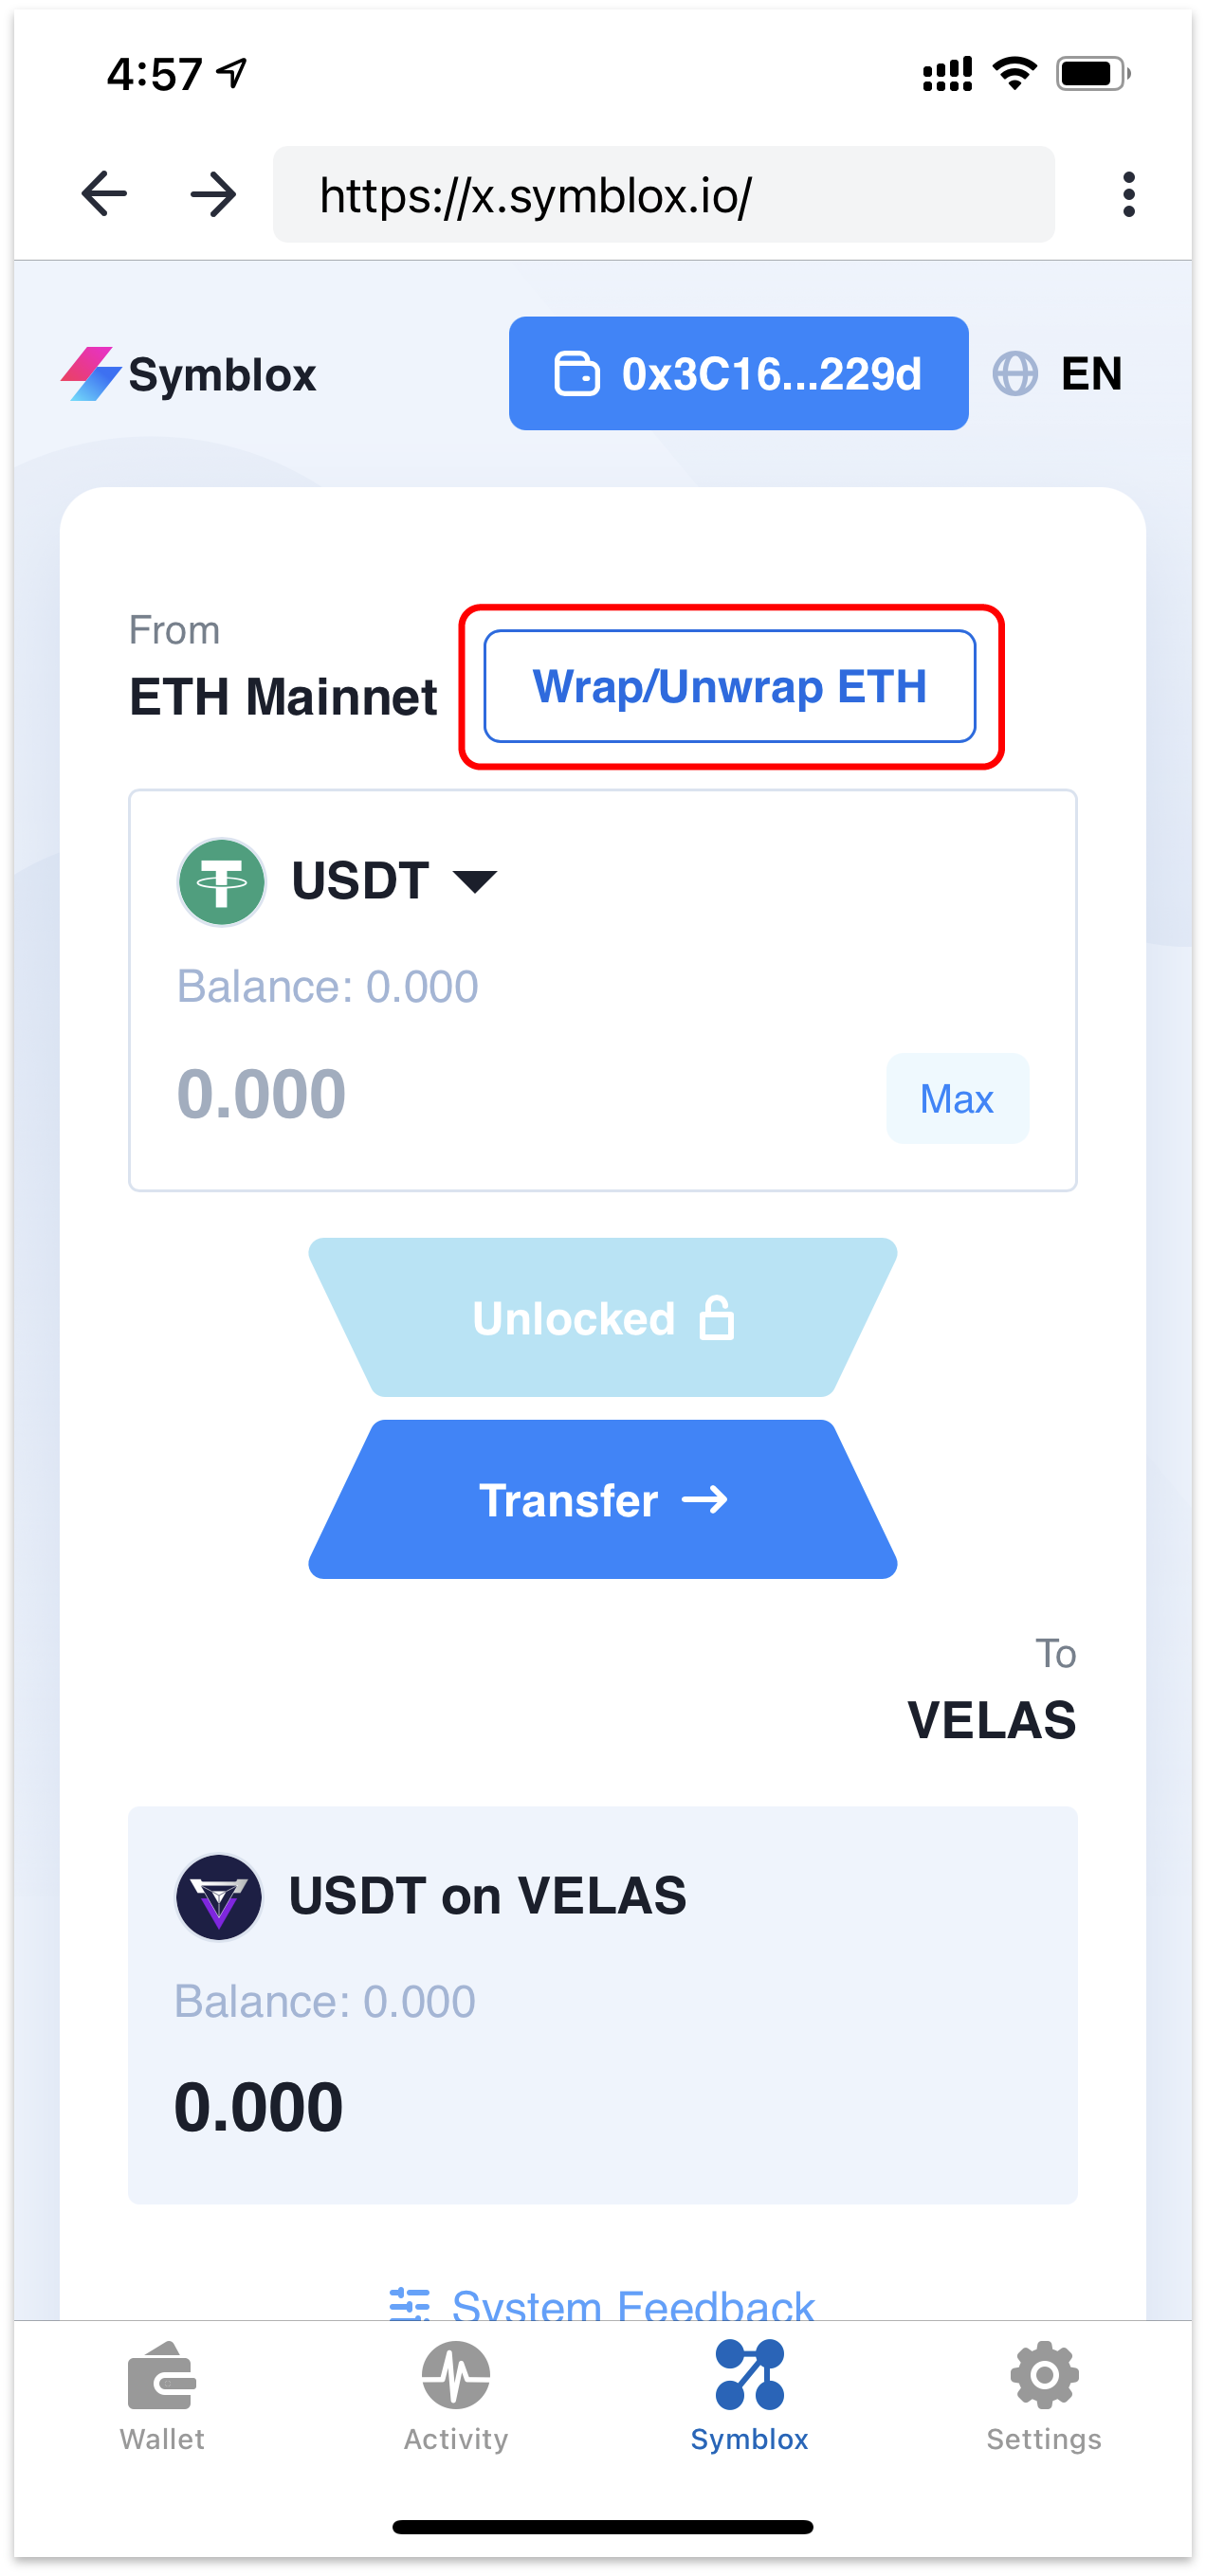 4:57
https://x.symblox.io/
Symblox
0x3C16...229d
EN
From
ETH Mainnet
Wrap/Unwrap ETH
USDT
Balance: 0.000
0.000
Max
Unlocked
Transfer
To
VELAS
USDT on VELAS
Balance: 0.000
0.000
System Feedback
Wallet
Activity
Symblox
Settings